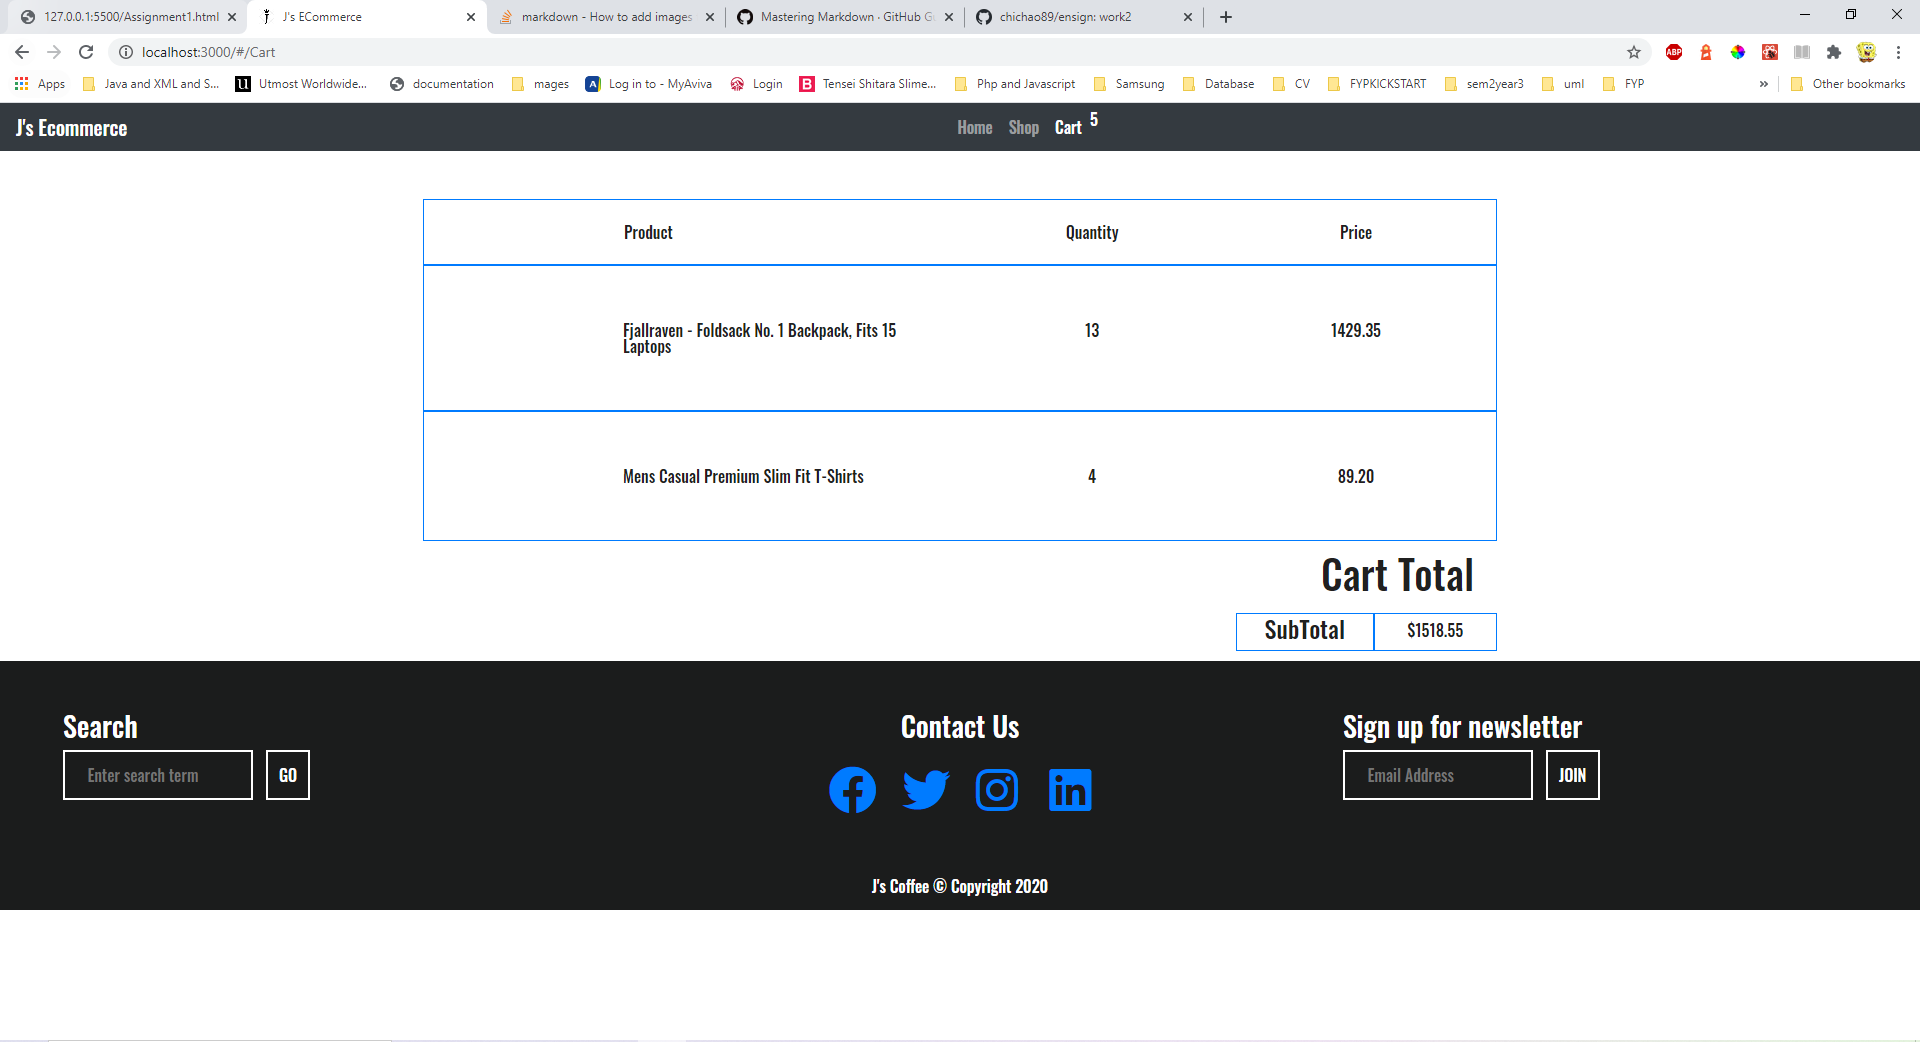 127.0.0.1:5500/Assignment1.html
J's ECommerce
markdown - How to add images
Mastering Markdown · GitHub G
chichao89/ensign: work2
localhost:3000/#/Cart
ABP
Apps
Java and XML and S...
Utmost Worldwide...
documentation
mages
Log in to - MyAviva
Login
Tensei Shitara Slime...
Php and Javascript
Samsung
Database
CV
FYPKICKSTART
sem2year3
uml
FYP
»
Other bookmarks
J's Ecommerce
Home Shop Cart 5
Product Quantity Price
Fjallraven - Foldsack No. 1 Backpack, Fits 15 13 1429.35
Laptops
Mens Casual Premium Slim Fit T-Shirts 4 89.20
Cart Total
SubTotal $1518.55
Search
Enter search term GO
Contact Us
Sign up for newsletter
Email Address JOIN
J's Coffee © Copyright 2020